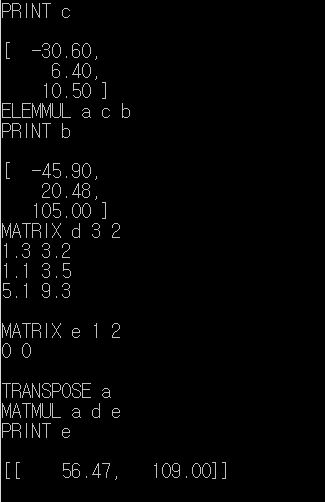 PRINT c
[  -30.60,
6.40,
10.50 ]
ELEMMUL a c b
PRINT b
[  -45.90,
20.48,
105.00 ]
MATRIX d 3 2
1.3 3.2
1.1 3.5
5.1 9.3
MATRIX e 1 2
0 0
TRANSPOSE a
MATMUL a d e
PRINT e
[[    56.47,   109.00]]